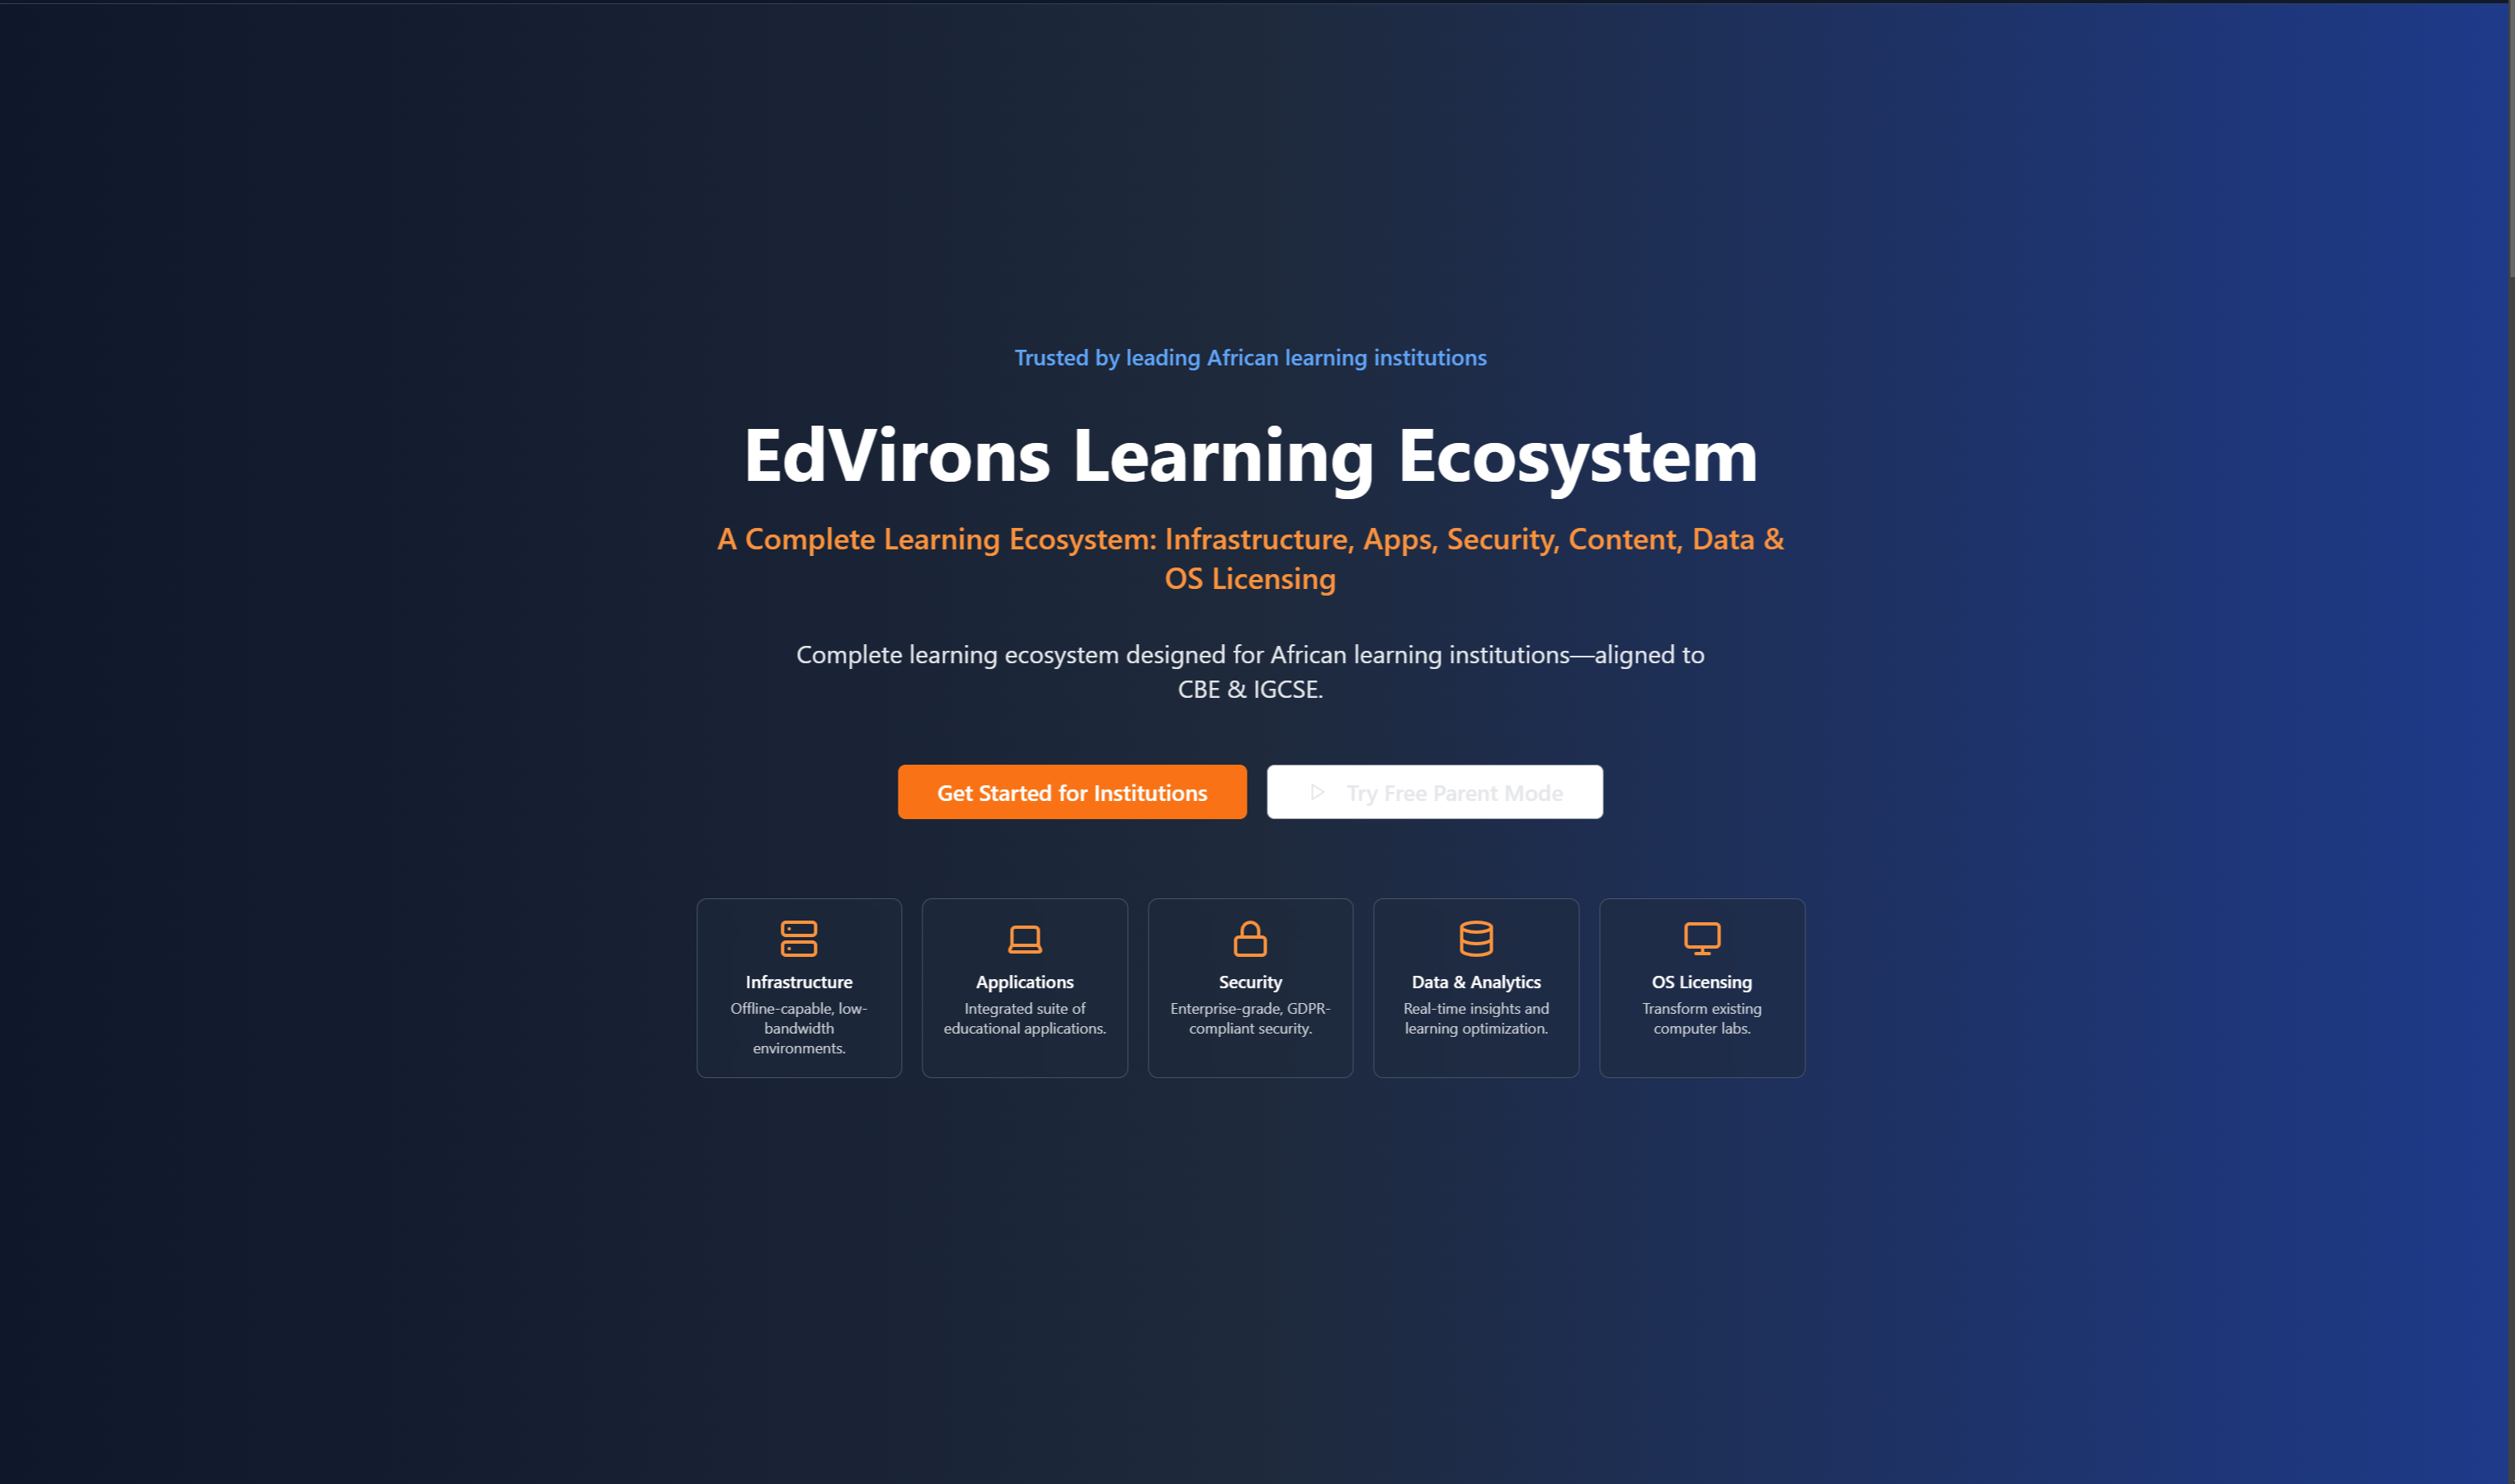 Trusted by leading African learning institutions
EdVirons Learning Ecosystem
A Complete Learning Ecosystem: Infrastructure, Apps, Security, Content, Data &
OS Licensing
Complete learning ecosystem designed for African learning institutions—aligned to
CBE & IGCSE.
Get Started for Institutions
Try Free Parent Mode
Infrastructure
Offline-capable, low-
bandwidth
environments.
Applications
Integrated suite of
educational applications.
Security
Enterprise-grade, GDPR-
compliant security.
Data & Analytics
Real-time insights and
learning optimization.
OS Licensing
Transform existing
computer labs.